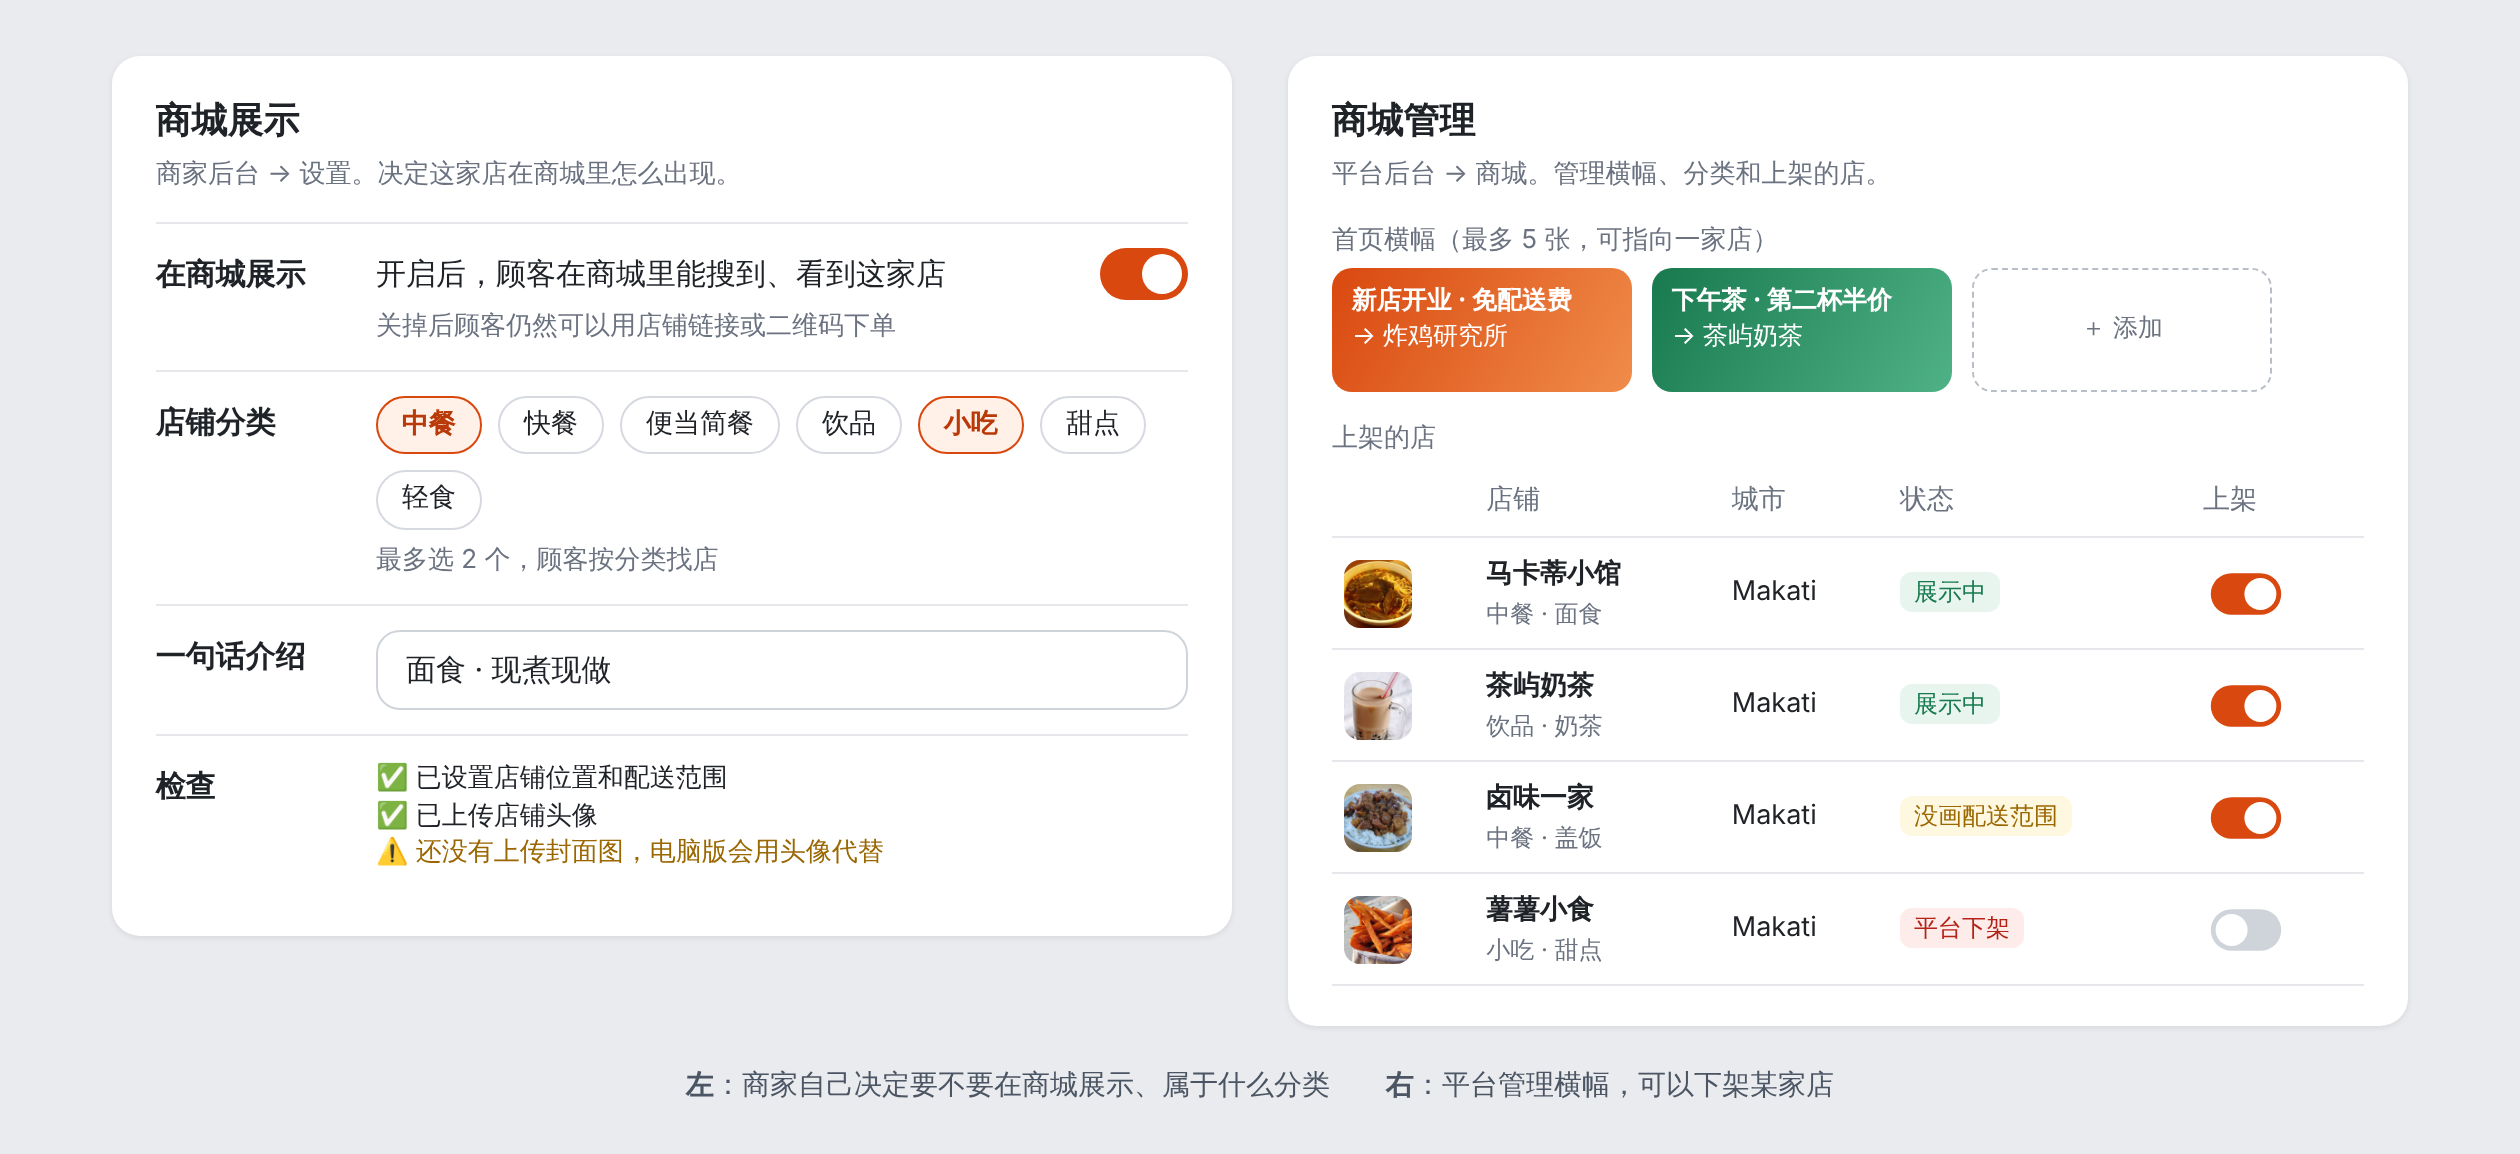 商城展示
商家后台 → 设置。决定这家店在商城里怎么出现。
在商城展示
开启后，顾客在商城里能搜到、看到这家店
关掉后顾客仍然可以用店铺链接或二维码下单
店铺分类
中餐 快餐 便当简餐 饮品 小吃 甜点
轻食
最多选 2 个，顾客按分类找店
一句话介绍
面食 · 现煮现做
检查
✅ 已设置店铺位置和配送范围
✅ 已上传店铺头像
⚠️ 还没有上传封面图，电脑版会用头像代替
商城管理
平台后台 → 商城。管理横幅、分类和上架的店。
首页横幅（最多 5 张，可指向一家店）
新店开业 · 免配送费
→ 炸鸡研究所
下午茶 · 第二杯半价
→ 茶屿奶茶
+ 添加
上架的店
店铺 城市 状态 上架
马卡蒂小馆
中餐 · 面食
Makati
展示中
茶屿奶茶
饮品 · 奶茶
Makati
展示中
卤味一家
中餐 · 盖饭
Makati
没画配送范围
薯薯小食
小吃 · 甜点
Makati
平台下架
左：商家自己决定要不要在商城展示、属于什么分类 右：平台管理横幅，可以下架某家店